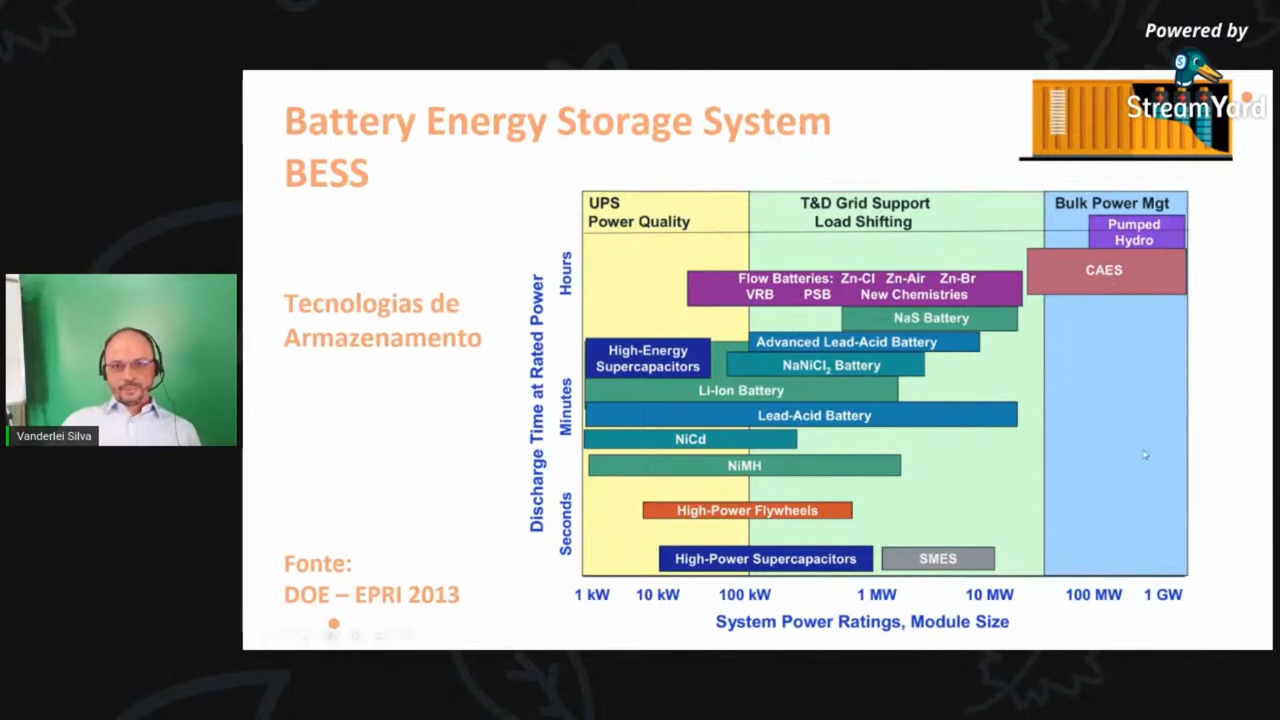 Powered by
StreamYard
Battery Energy Storage System
BESS
Tecnologias de
Armazenamento
Fonte:
DOE – EPRI 2013
Vanderlei Silva
UPS
Power Quality
T&D Grid Support
Load Shifting
Bulk Power Mgt
Pumped
Hydro
CAES
Flow Batteries: Zn-Cl Zn-Air Zn-Br
VRB PSB New Chemistries
NaS Battery
Advanced Lead-Acid Battery
High-Energy
Supercapacitors
NaNiCl2 Battery
Li-Ion Battery
Lead-Acid Battery
NiCd
NiMH
High-Power Flywheels
High-Power Supercapacitors
SMES
Discharge Time at Rated Power
Hours
Minutes
Seconds
1 kW 10 kW 100 kW 1 MW 10 MW 100 MW 1 GW
System Power Ratings, Module Size